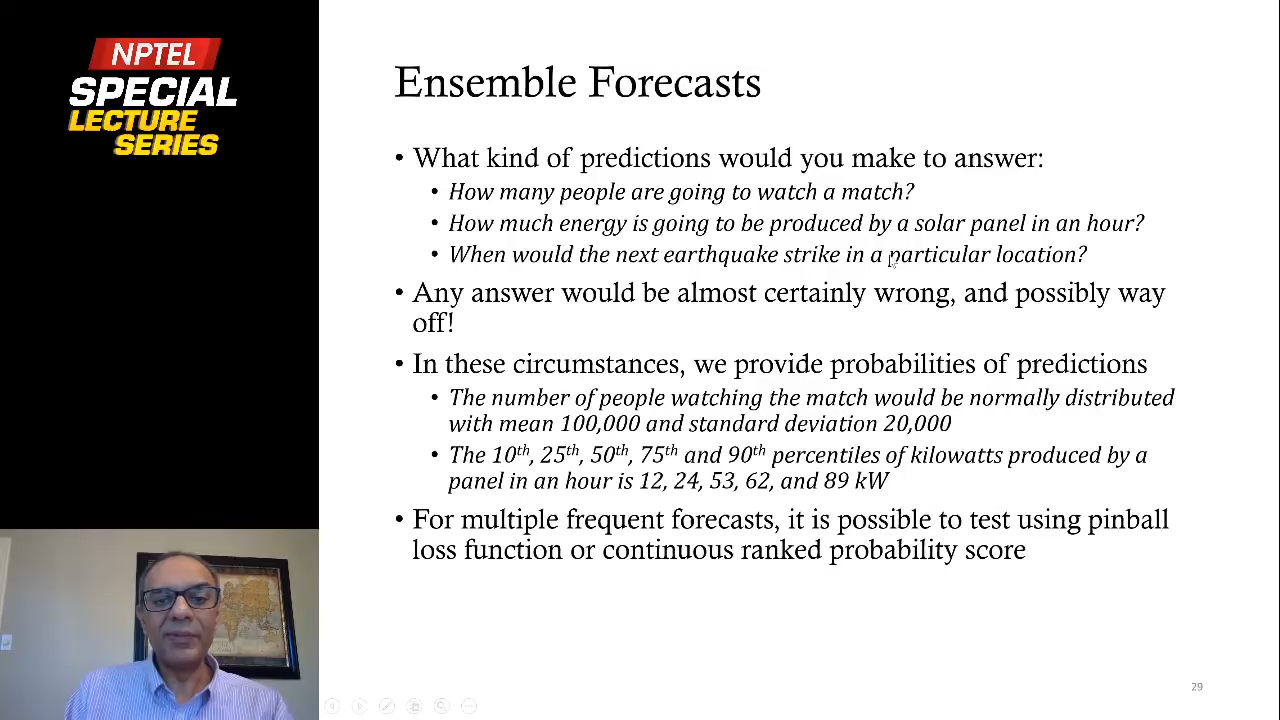 NPTEL
SPECIAL
LECTURE
SERIES
Ensemble Forecasts
• What kind of predictions would you make to answer:
• How many people are going to watch a match?
• How much energy is going to be produced by a solar panel in an hour?
• When would the next earthquake strike in a particular location?
• Any answer would be almost certainly wrong, and possibly way
off!
• In these circumstances, we provide probabilities of predictions
• The number of people watching the match would be normally distributed
with mean 100,000 and standard deviation 20,000
• The 10th, 25th, 50th, 75th and 90th percentiles of kilowatts produced by a
panel in an hour is 12, 24, 53, 62, and 89 kW
• For multiple frequent forecasts, it is possible to test using pinball
loss function or continuous ranked probability score
29